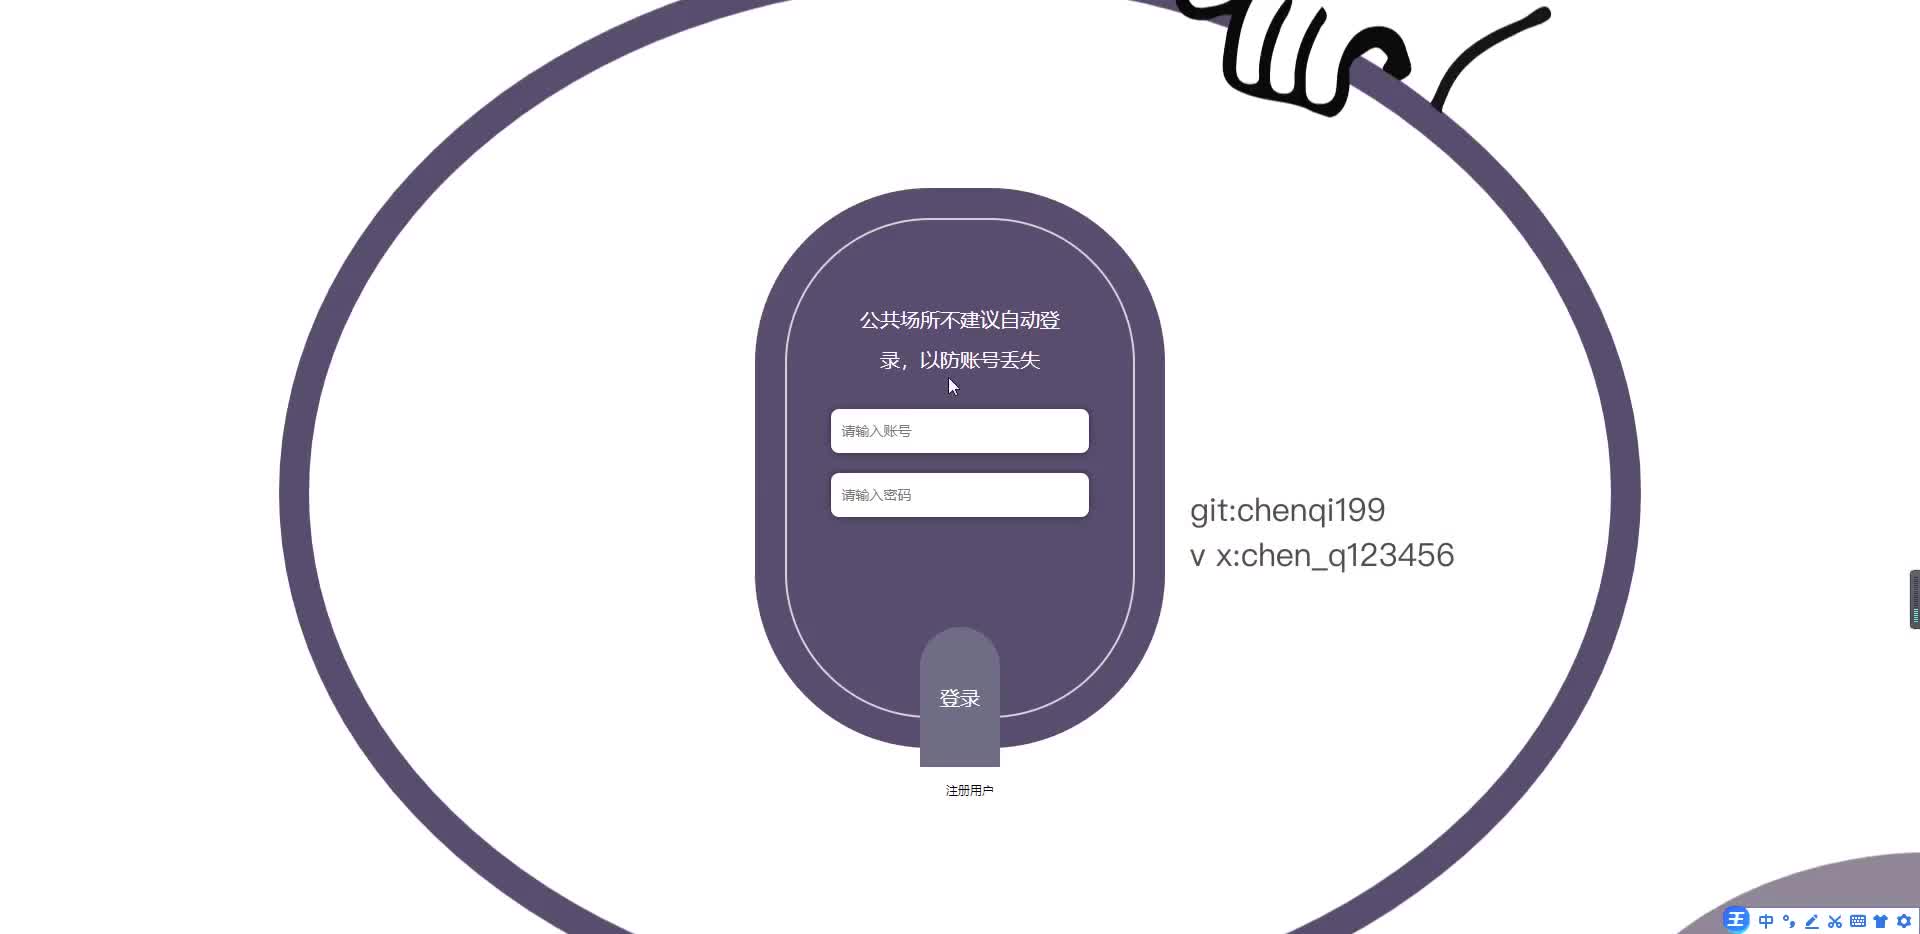 公共场所不建议自动登
录，以防账号丢失
请输入账号
请输入密码
git:chenqi199
v x:chen_q123456
登录
注册用户
王 中